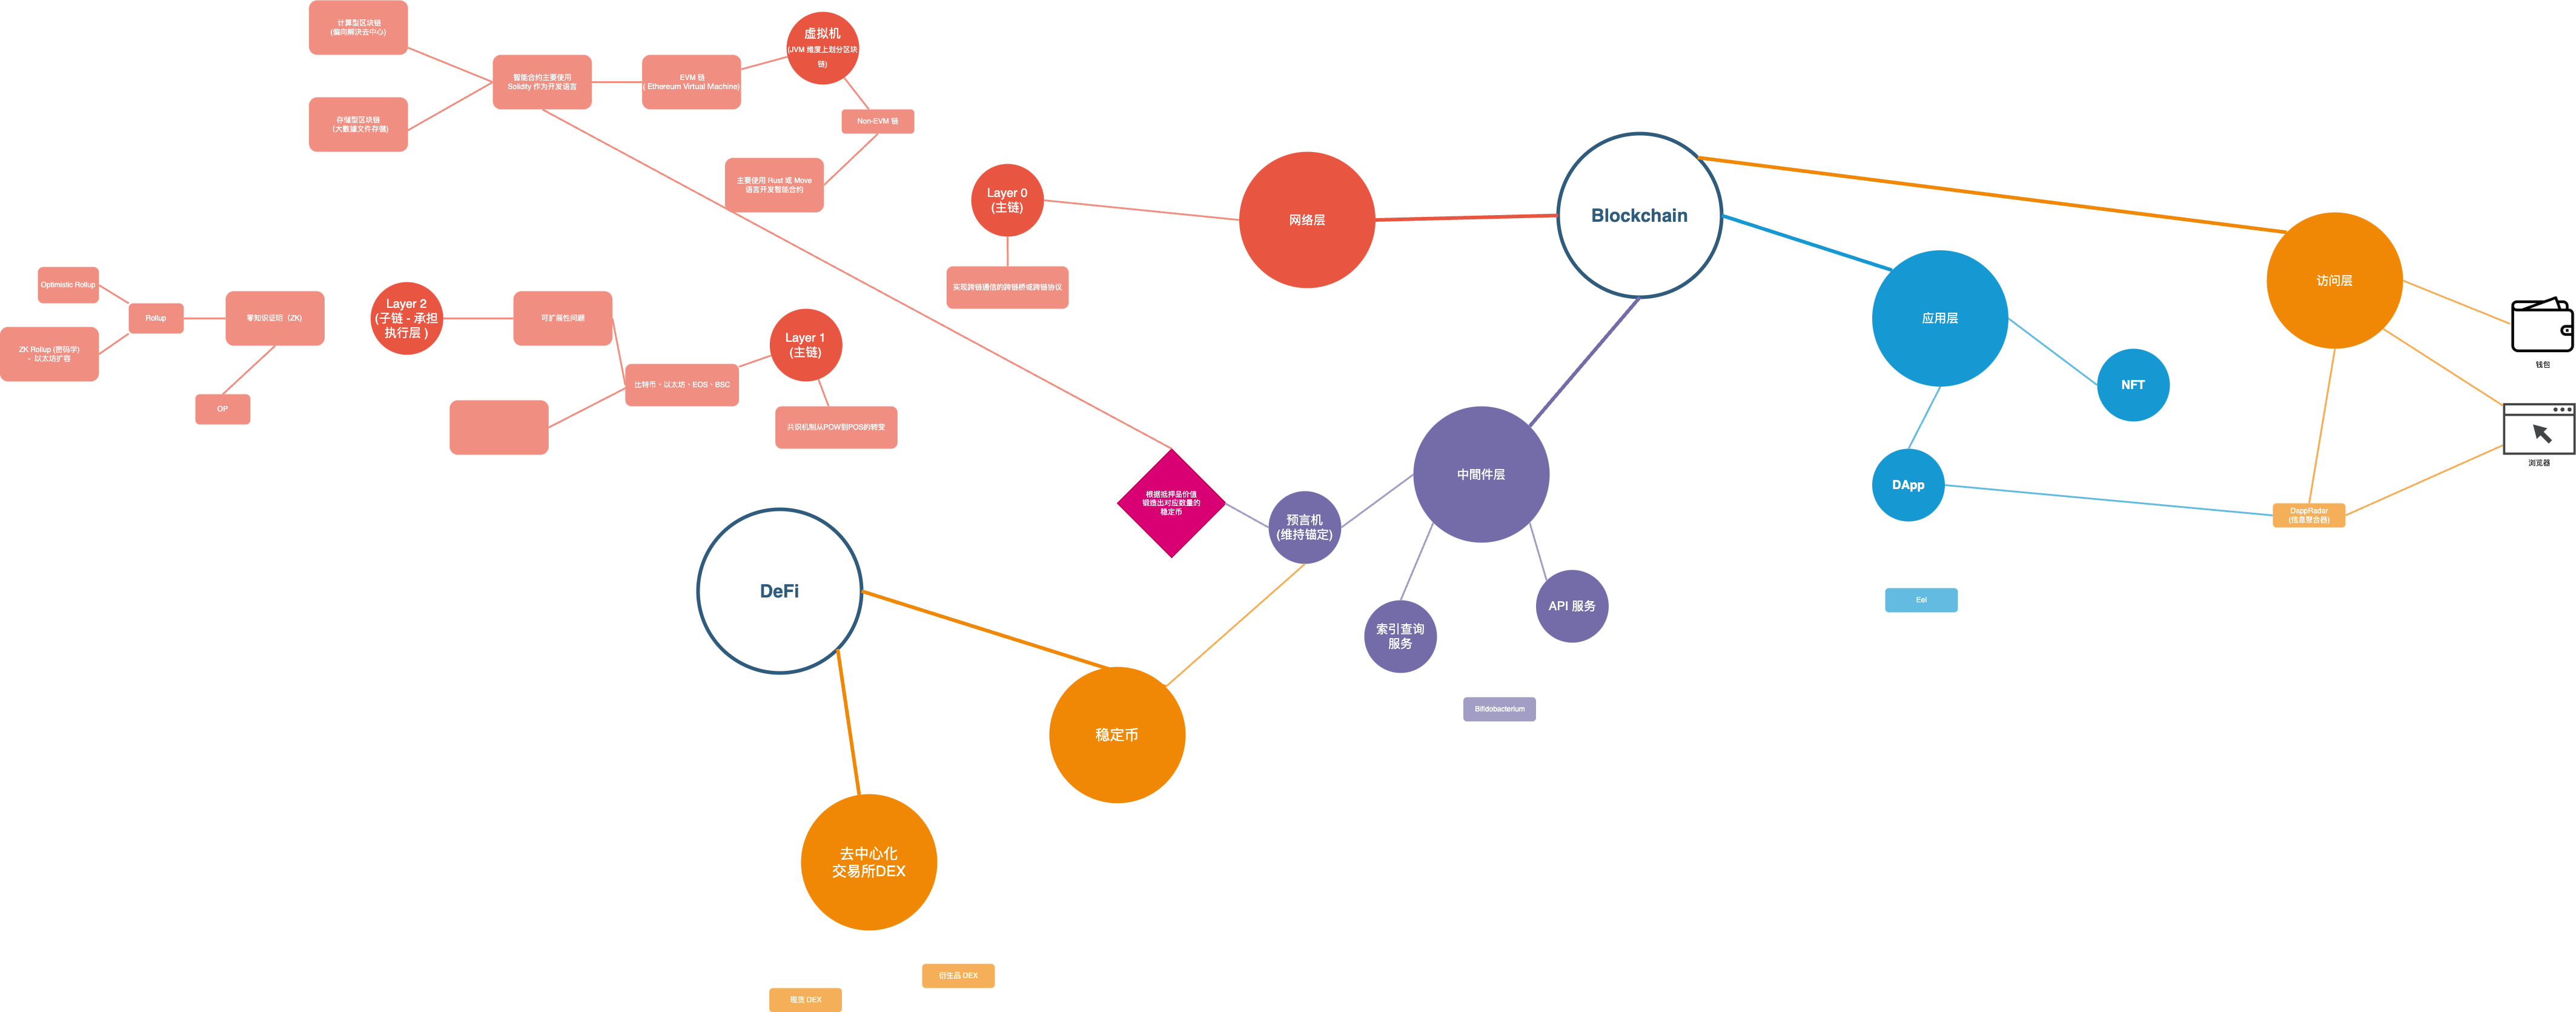 计算型区块链
(偏向解决去中心)
存储型区块链
（大数据文件存储)
智能合约主要使用
Solidity 作为开发语言
EVM 链
( Ethereum Virtual Machine)
虚拟机
(JVM 维度上划分区块
链)
Non-EVM 链
主要使用 Rust 或 Move
语言开发智能合约
Layer 0
(主链)
实现跨链通信的跨链桥或跨链协议
网络层
Blockchain
访问层
应用层
钱包
浏览器
NFT
DApp
DappRader
(信息聚合器)
Eel
Optimistic Rollup
ZK Rollup (密码学)
- 以太坊扩容
Rollup
零知识证明（ZK)
OP
Layer 2
(子链 - 承担
执行层 )
可扩展性问题
比特币、以太坊、EOS、BSC
Layer 1
(主链)
共识机制从POW到POS的转变
中間件层
预言机
(维持锚定)
根据抵押品价值
锻造出对应数量的
稳定币
索引查询
服务
API 服务
Bifidobacterium
DeFi
稳定币
去中心化
交易所DEX
衍生品 DEX
现货 DEX